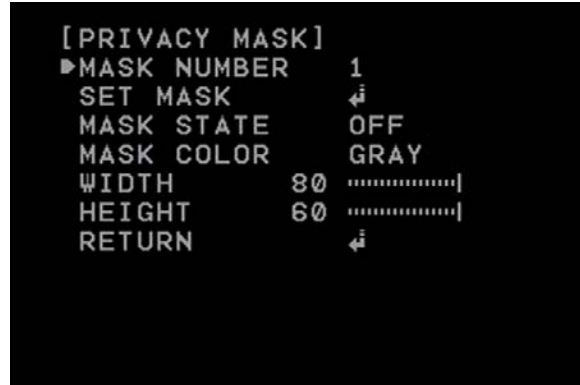 [PRIVACY MASK]
MASK NUMBER 1
SET MASK
MASK STATE OFF
MASK COLOR GRAY
WIDTH 80
HEIGHT 60
RETURN